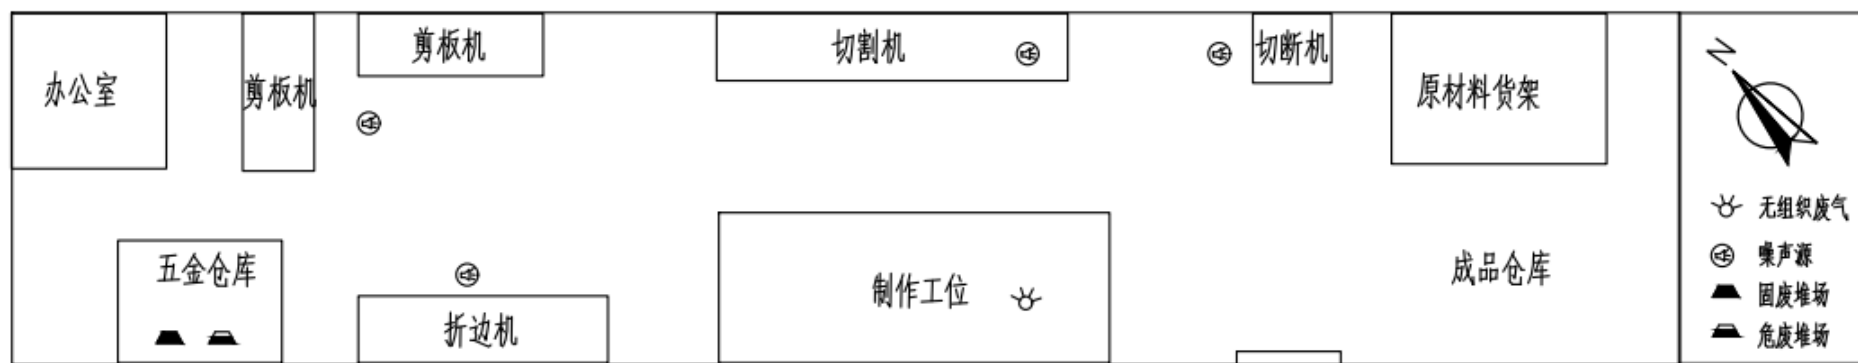 办公室
剪板机
剪板机
切割机
切断机
原材料货架
N
五金仓库
折边机
制作工位
成品仓库
无组织废气
噪声源
固废堆场
危废堆场